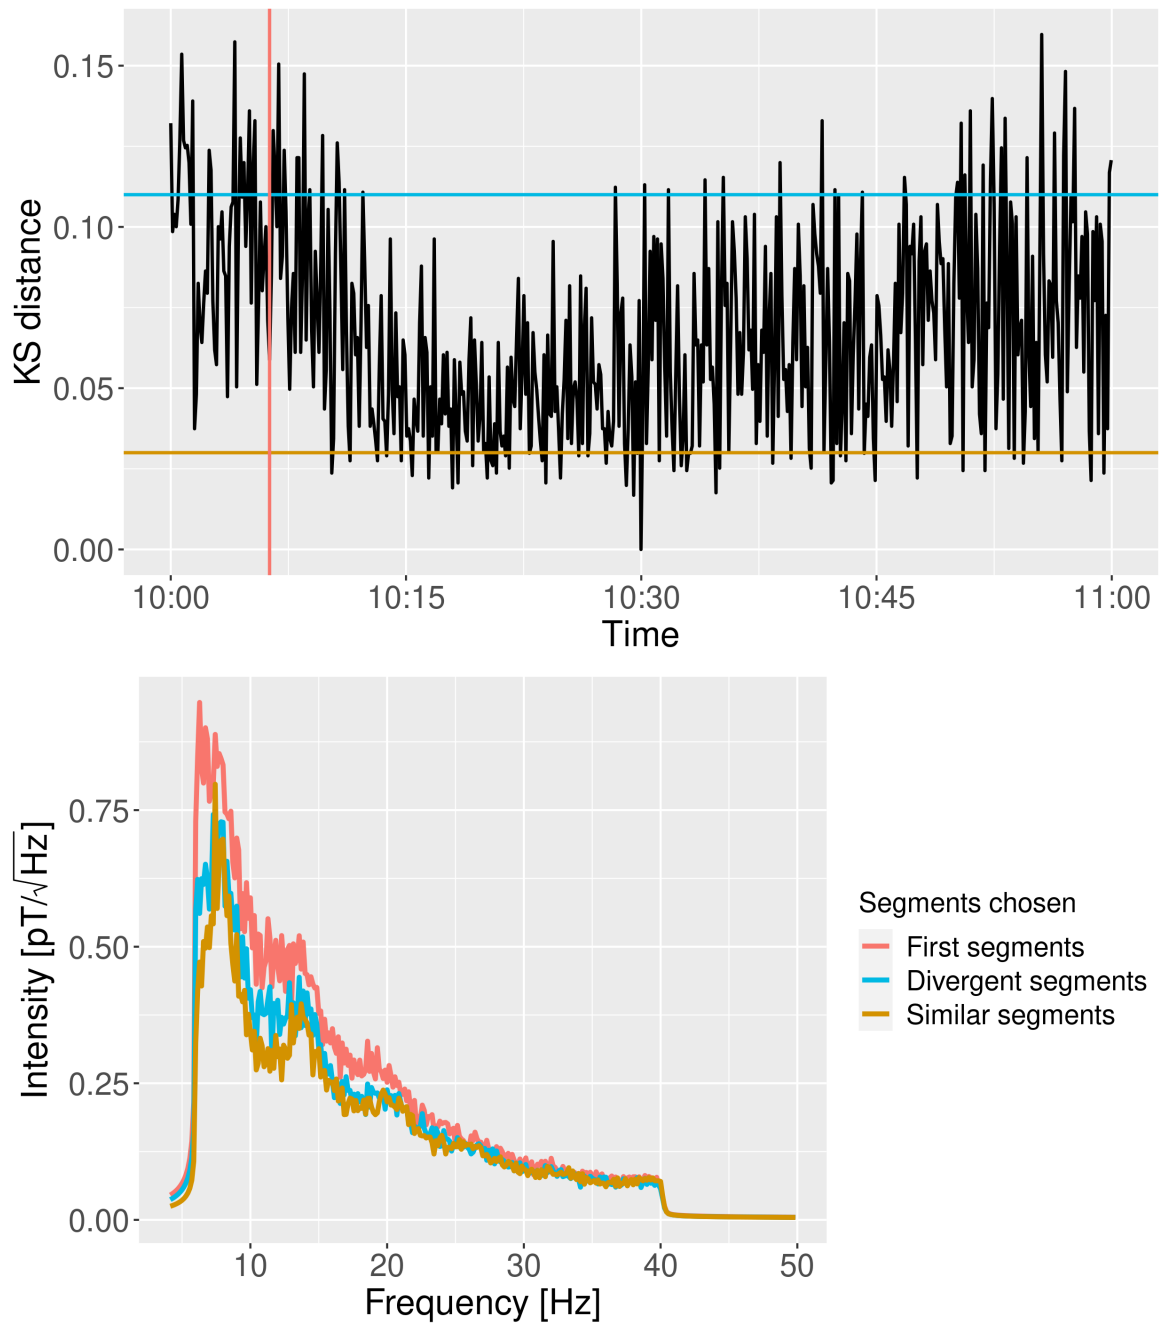 KS distance
0.15
0.10
0.05
0.00
10:00 10:15 10:30 10:45 11:00
Time
Intensity [pT/√Hz]
0.75
0.50
0.25
0.00
10 20 30 40 50
Frequency [Hz]
Segments chosen
First segments
Divergent segments
Similar segments